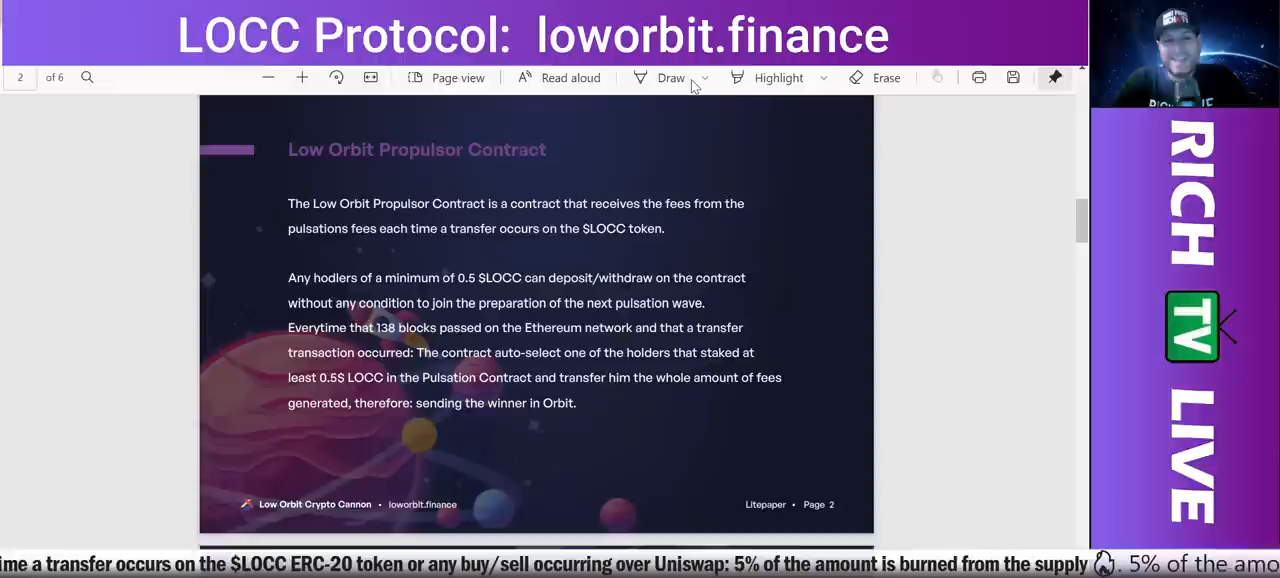 LOCC Protocol: loworbit.finance
2 of 6 Page view Read aloud Draw Highlight Erase
Low Orbit Propulsor Contract
The Low Orbit Propulsor Contract is a contract that receives the fees from the
pulsations fees each time a transfer occurs on the $LOCC token.
Any hodlers of a minimum of 0.5 $LOCC can deposit/withdraw on the contract
without any condition to join the preparation of the next pulsation wave.
Everytime that 138 blocks passed on the Ethereum network and that a transfer
transaction occurred: The contract auto-select one of the holders that staked at
least 0.5$ LOCC in the Pulsation Contract and transfer him the whole amount of fees
generated, therefore: sending the winner in Orbit.
Low Orbit Crypto Cannon • loworbit.finance
Litepaper • Page 2
RICH TV LIVE
ime a transfer occurs on the $LOCC ERC-20 token or any buy/sell occurring over Uniswap: 5% of the amount is burned from the supply 🔥. 5% of the amo